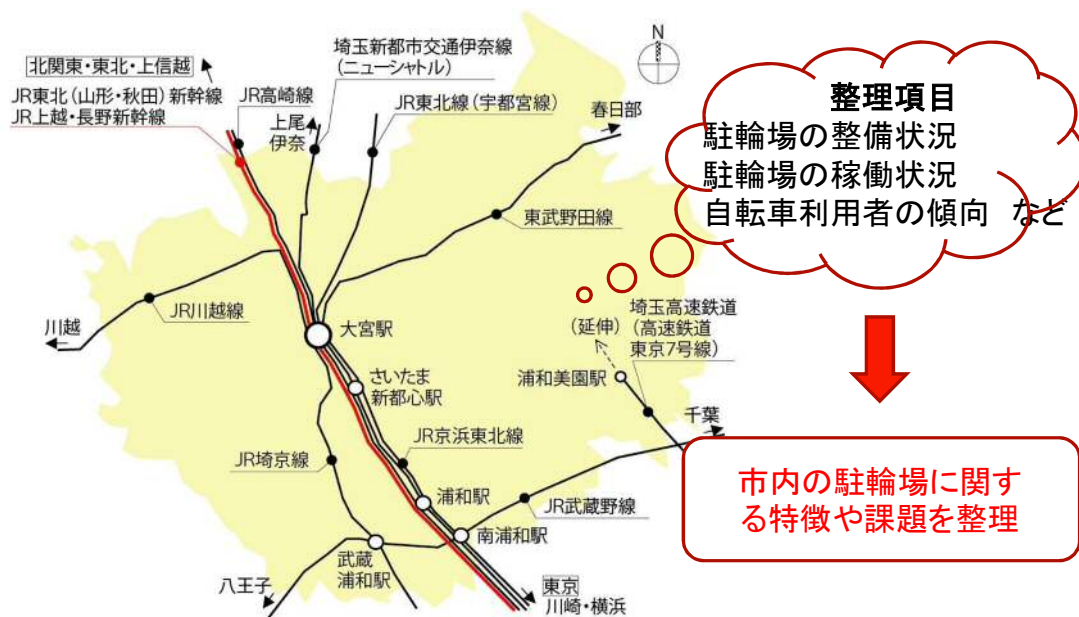 N
北関東・東北・上信越
JR東北(山形・秋田)新幹線
JR上越・長野新幹線
JR高崎線
上尾
伊奈
埼玉新都市交通伊奈線
(ニューシャトル)
JR東北線(宇都宮線)
春日部
東武野田線
整理項目
駐輪場の整備状況
駐輪場の稼働状況
自転車利用者の傾向 など
JR川越線
川越
大宮駅
さいたま
新都心駅
埼玉高速鉄道
(高速鉄道
東京7号線)
(延伸)
浦和美園駅
千葉
JR京浜東北線
JR埼京線
浦和駅
JR武蔵野線
南浦和駅
武蔵
浦和駅
八王子
東京
川崎・横浜
市内の駐輪場に関す
る特徴や課題を整理